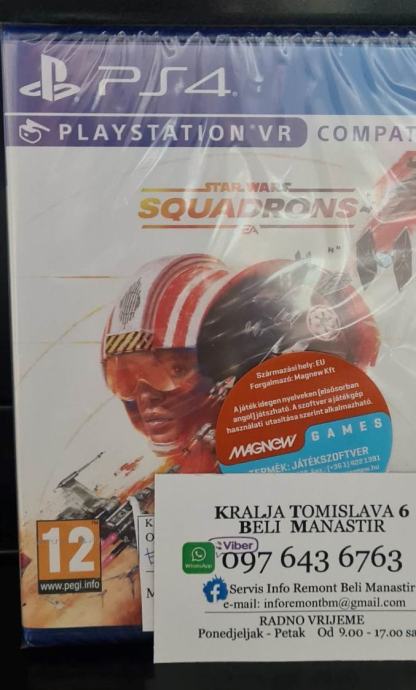 PS4
PLAYSTATION®VR COMPAT
STAR WARS
SQUADRONS
EA
Származási hely: EU
Forgalmazó: Magnew Kft
A játék idegen nyelveken (elsősorban
angol) játszható. A szoftver a játékgép
használati utasítása szerint alkalmazható.
MAGNEW GAMES
TERMÉK: JÁTÉKSZOFTVER
KRALJA TOMISLAVA 6
BELI MANASTIR
12
www.pegi.info
WhatsApp
Viber
097 643 6763
Servis Info Remont Beli Manastir
e-mail: inforemontbm@gmail.com
RADNO VRIJEME
Ponedjeljak - Petak Od 9.00 - 17.00 sa